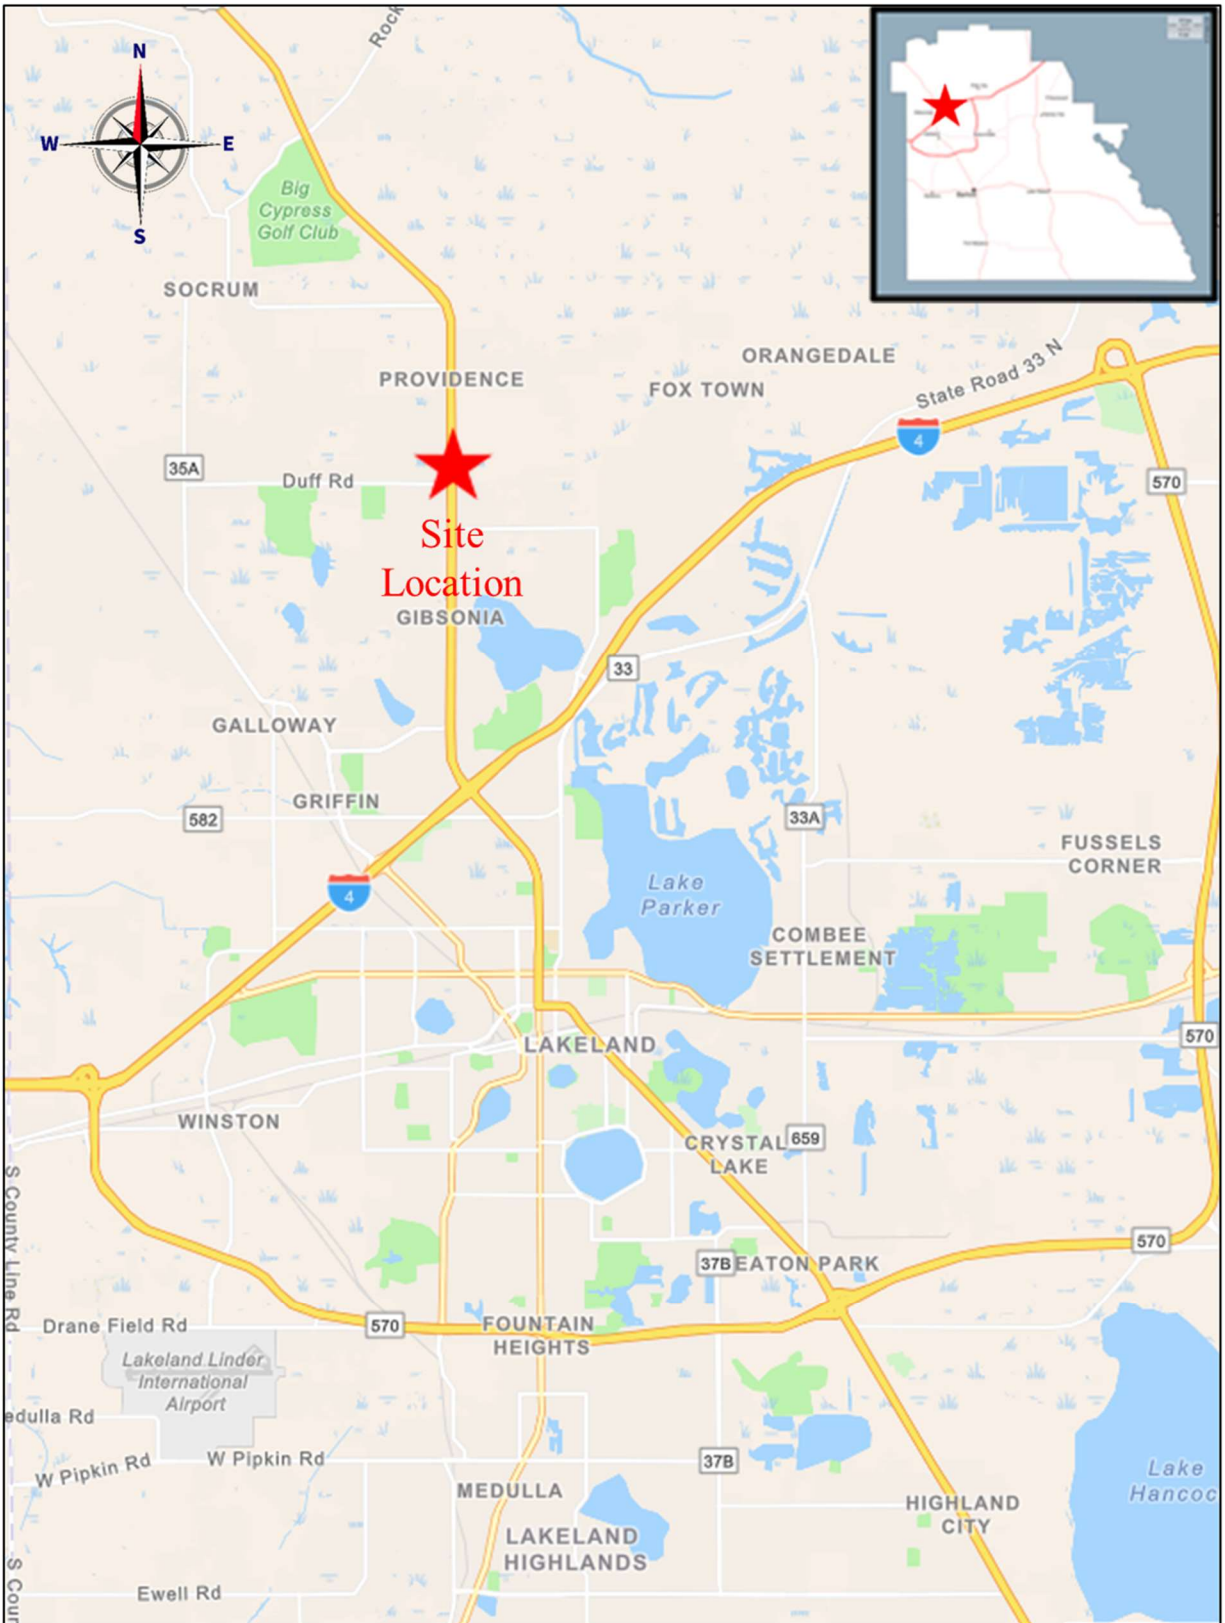 Rock
N
W
E
S
Big
Cypress
Golf Club
SOCRUM
ORANGEDALE
State Road 33 N
PROVIDENCE
FOX TOWN
4
35A
Duff Rd
570
Site
Location
GIBSONIA
33
GALLOWAY
GRIFFIN
582
33A
FUSSELS
CORNER
4
Lake
Parker
COMBEE
SETTLEMENT
LAKELAND
570
WINSTON
CRYSTAL
LAKE
659
S County Line Rd
570
37B
EATON PARK
Drane Field Rd
570
FOUNTAIN
HEIGHTS
Lakeland Linder
International
Airport
edulla Rd
W Pipkin Rd
W Pipkin Rd
37B
Lake
Hancoc
MEDULLA
HIGHLAND
CITY
LAKELAND
HIGHLANDS
S Cour
Ewell Rd